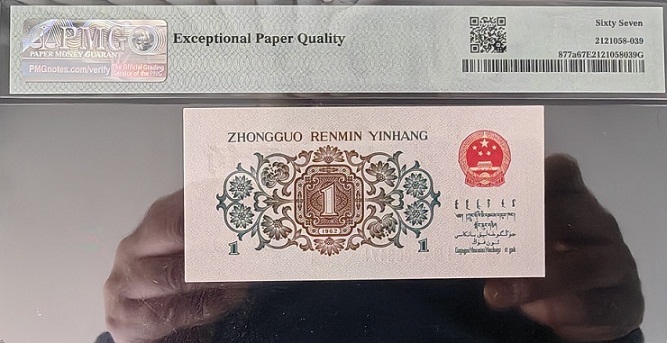 PMG
PAPER MONEY GUARANTY
PMGnotes.com/verify
The Official Grading
Service of the PNG
Exceptional Paper Quality
Sixty Seven
2121058-039
877a67E2121058039G
ZHONGGUO RENMIN YINHANG
1
1962
1
1